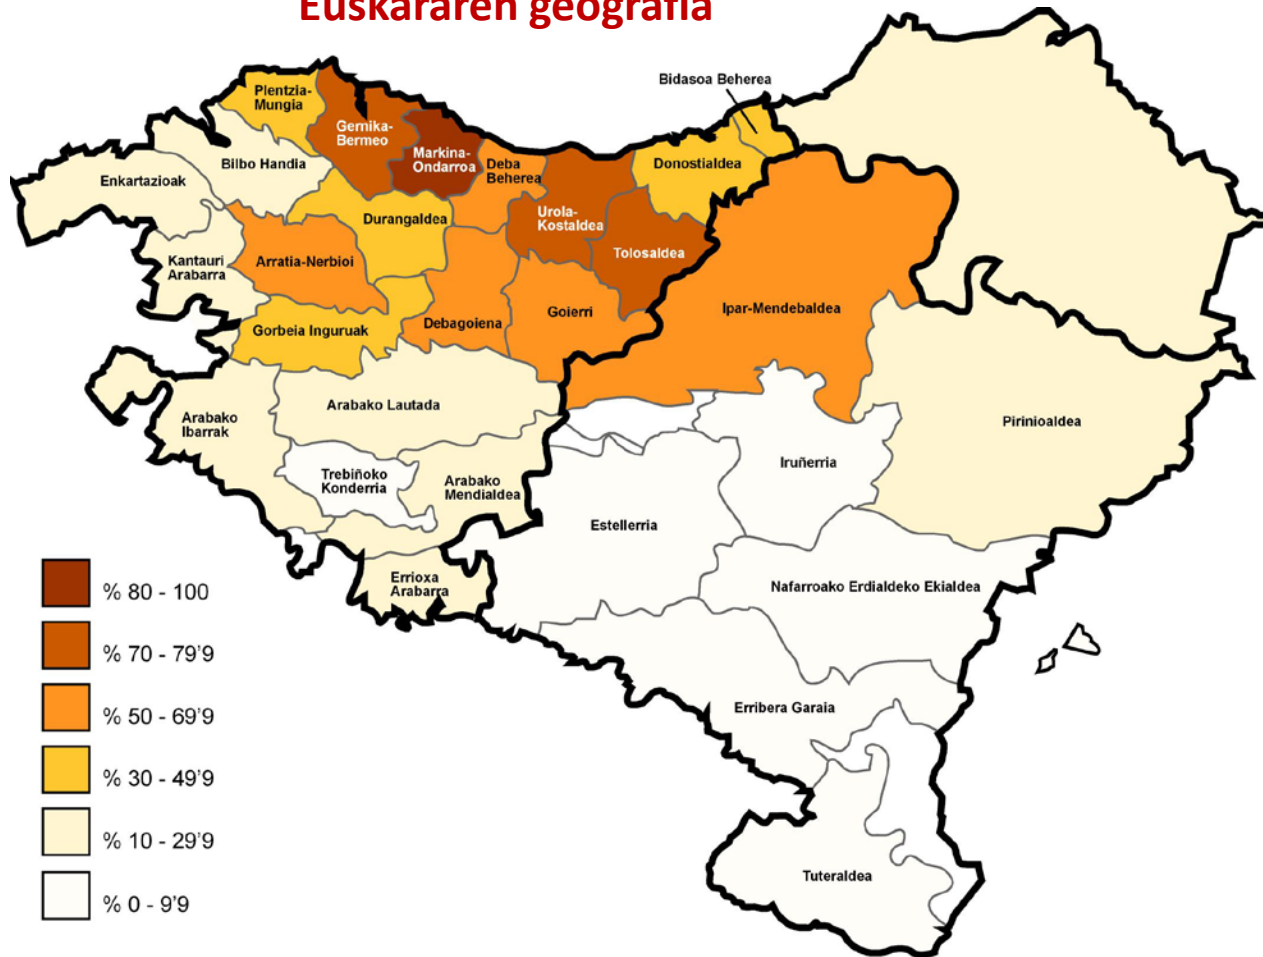 Euskararen geografia
Bidasoa Beherea
Plentzia-
Mungia
Gernika-
Bermeo
Markina-
Ondarroa
Deba
Beherea
Donostialdea
Bilbo Handia
Enkartazioak
Urola-
Kostaldea
Durangaldea
Tolosaldea
Kantauri
Arabarra
Arratia-Nerbioi
Ipar-Mendebaldea
Goierri
Debagoiena
Gorbeia Inguruak
Arabako Lautada
Arabako
Ibarrak
Pirinioaldea
Iruñerria
Trebiñoko
Konderria
Arabako
Mendialdea
Estellerria
Errioxa
Arabarra
Nafarroako Erdialdeko Ekialdea
Erribera Garaia
Tuteraldea
% 80 - 100
% 70 - 79'9
% 50 - 69'9
% 30 - 49'9
% 10 - 29'9
% 0 - 9'9